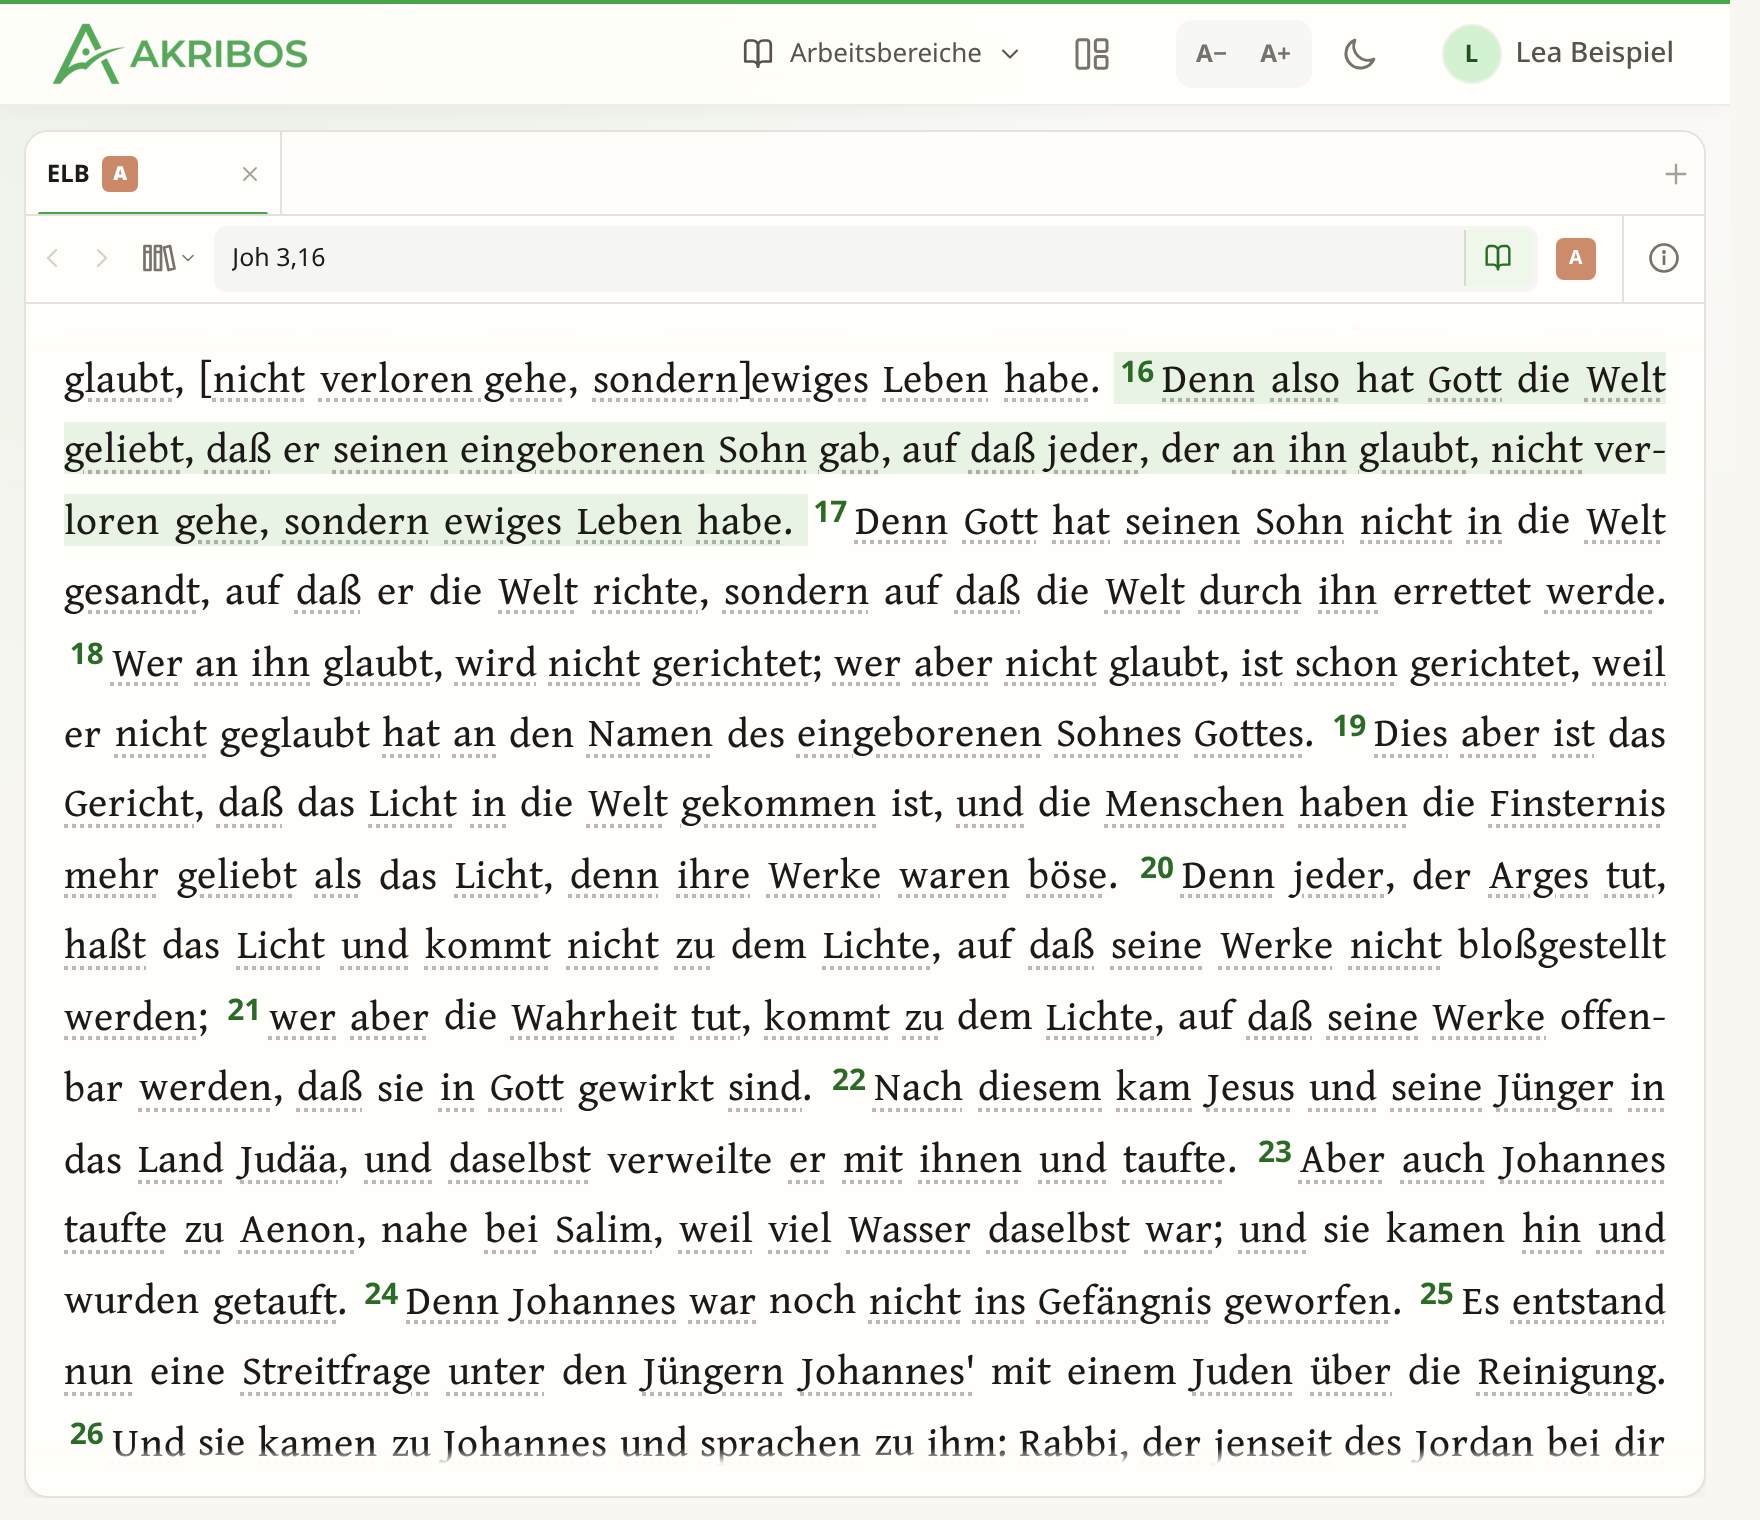 AKRIBOS
Arbeitsbereiche
A−
A+
L
Lea Beispiel
ELB A
Joh 3,16
A
glaubt, [nicht verloren gehe, sondern]ewiges Leben habe. 16 Denn also hat Gott die Welt
geliebt, daß er seinen eingeborenen Sohn gab, auf daß jeder, der an ihn glaubt, nicht ver-
loren gehe, sondern ewiges Leben habe. 17 Denn Gott hat seinen Sohn nicht in die Welt
gesandt, auf daß er die Welt richte, sondern auf daß die Welt durch ihn errettet werde.
18 Wer an ihn glaubt, wird nicht gerichtet; wer aber nicht glaubt, ist schon gerichtet, weil
er nicht geglaubt hat an den Namen des eingeborenen Sohnes Gottes. 19 Dies aber ist das
Gericht, daß das Licht in die Welt gekommen ist, und die Menschen haben die Finsternis
mehr geliebt als das Licht, denn ihre Werke waren böse. 20 Denn jeder, der Arges tut,
haßt das Licht und kommt nicht zu dem Lichte, auf daß seine Werke nicht bloßgestellt
werden; 21 wer aber die Wahrheit tut, kommt zu dem Lichte, auf daß seine Werke offen-
bar werden, daß sie in Gott gewirkt sind. 22 Nach diesem kam Jesus und seine Jünger in
das Land Judäa, und daselbst verweilte er mit ihnen und taufte. 23 Aber auch Johannes
taufte zu Aenon, nahe bei Salim, weil viel Wasser daselbst war; und sie kamen hin und
wurden getauft. 24 Denn Johannes war noch nicht ins Gefängnis geworfen. 25 Es entstand
nun eine Streitfrage unter den Jüngern Johannes' mit einem Juden über die Reinigung.
26 Und sie kamen zu Johannes und sprachen zu ihm: Rabbi, der jenseit des Jordan bei dir